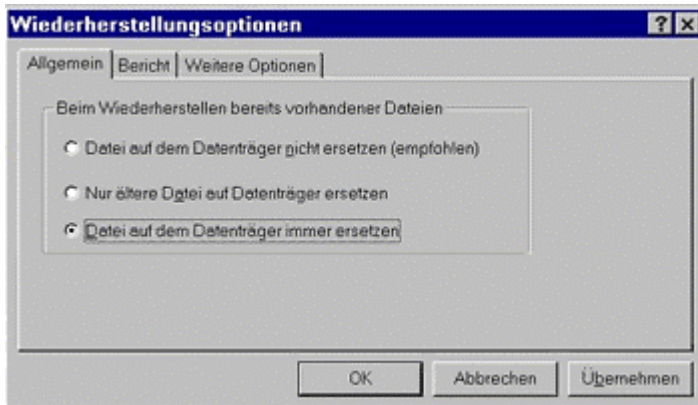 Wiederherstellungsoptionen
Allgemein Bericht Weitere Optionen
Beim Wiederherstellen bereits vorhandener Dateien
Datei auf dem Datenträger nicht ersetzen (empfohlen)
Nur ältere Datei auf Datenträger ersetzen
Datei auf dem Datenträger immer ersetzen
OK Abbrechen Übernehmen